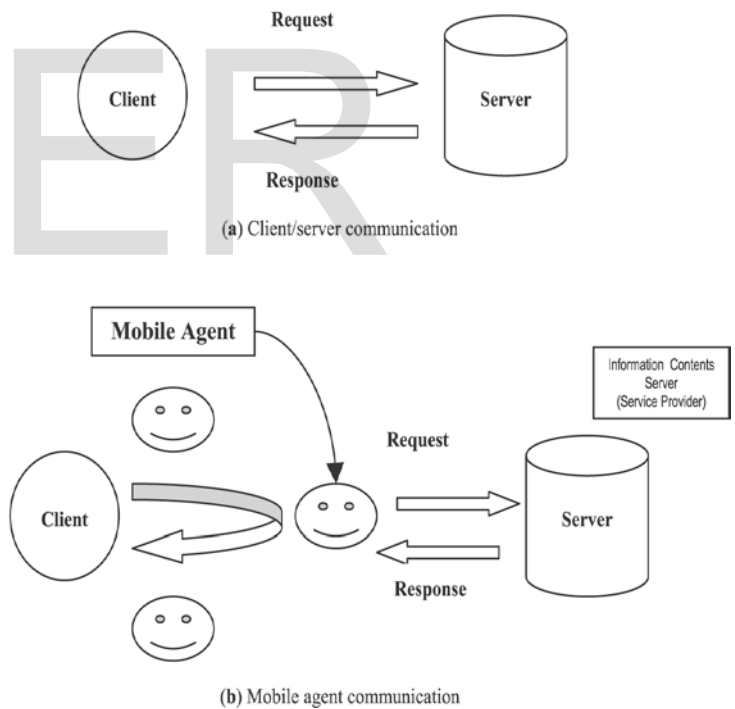 Request
ER
Client
Server
Response
(a) Client/server communication
Mobile Agent
Information Contents
Server
(Service Provider)
Request
Client
Server
Response
(b) Mobile agent communication